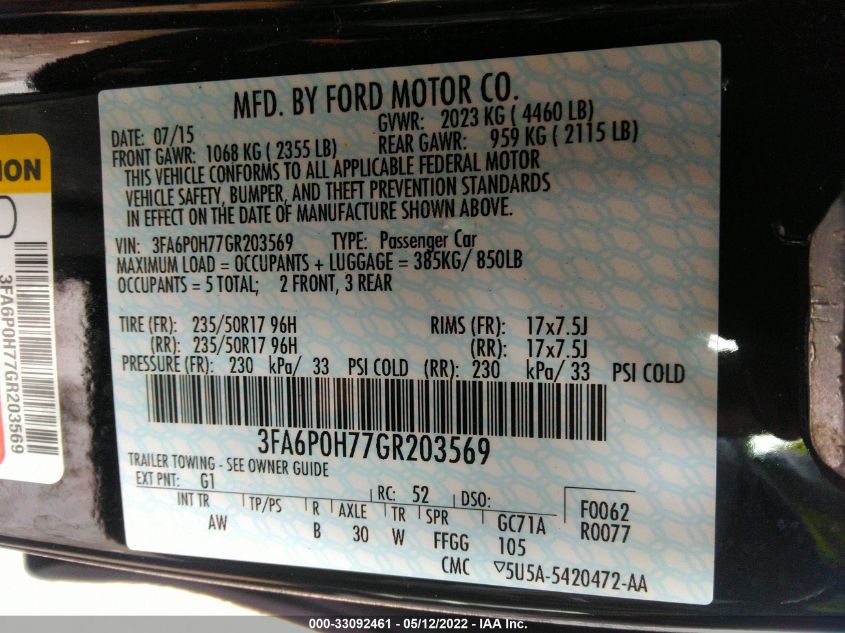 MFD. BY FORD MOTOR CO.
DATE: 07/15 GVWR: 2023 KG ( 4460 LB)
FRONT GAWR: 1068 KG ( 2355 LB) REAR GAWR: 959 KG ( 2115 LB)
THIS VEHICLE CONFORMS TO ALL APPLICABLE FEDERAL MOTOR
VEHICLE SAFETY, BUMPER, AND THEFT PREVENTION STANDARDS
IN EFFECT ON THE DATE OF MANUFACTURE SHOWN ABOVE.
VIN: 3FA6P0H77GR203569 TYPE: Passenger Car
MAXIMUM LOAD = OCCUPANTS + LUGGAGE = 385KG/ 850LB
OCCUPANTS = 5 TOTAL; 2 FRONT, 3 REAR
TIRE (FR): 235/50R17 96H RIMS (FR): 17x7.5J
(RR): 235/50R17 96H (RR): 17x7.5J
PRESSURE (FR): 230 kPa/ 33 PSI COLD (RR): 230 kPa/ 33 PSI COLD
3FA6P0H77GR203569
TRAILER TOWING - SEE OWNER GUIDE
EXT PNT: G1 RC: 52 DSO: F0062
INT TR TP/PS R AXLE TR SPR GC71A R0077
AW B 30 W FFGG 105
CMC ▽5U5A-5420472-AA
ION
3FA6P0H77GR203569
000-33092461 - 05/12/2022 - IAA Inc.